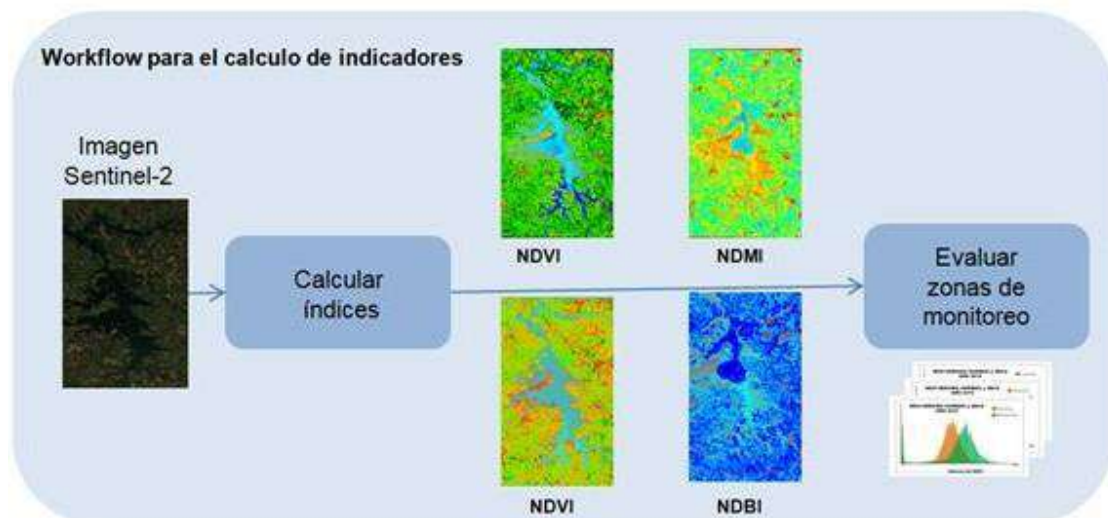 Workflow para el calculo de indicadores
Imagen
Sentinel-2
Calcular
índices
NDVI
NDMI
NDVI
NDBI
Evaluar
zonas de
monitoreo